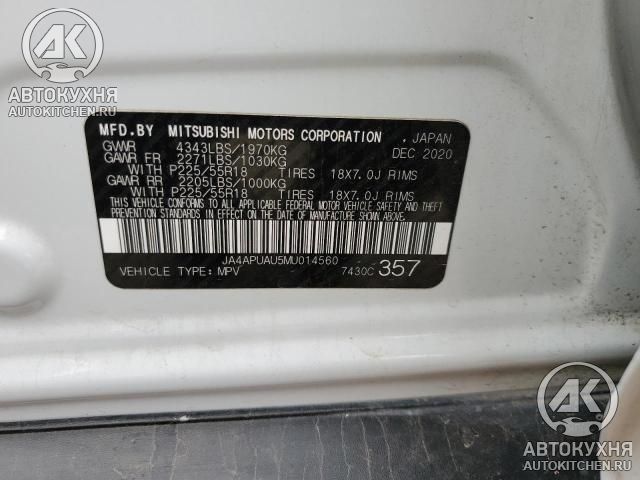 AK
АВТОКУХНЯ
AUTOKITCHEN.RU
MFD.BY MITSUBISHI MOTORS CORPORATION , JAPAN
GVWR 4343LBS/1970KG DEC 2020
GAWR FR 2271LBS/1030KG
WITH P225/55R18 TIRES 18X7.0J RIMS
GAWR RR 2205LBS/1000KG
WITH P225/55R18 TIRES 18X7.0J RIMS
THIS VEHICLE CONFORMS TO ALL APPLICABLE FEDERAL MOTOR VEHICLE SAFETY AND THEFT
PREVENTION STANDARDS IN EFFECT ON THE DATE OF MANUFACTURE SHOWN ABOVE.
JA4APUAU5MU014560
VEHICLE TYPE: MPV 7430C 357
AK
АВТОКУХНЯ
AUTOKITCHEN.RU